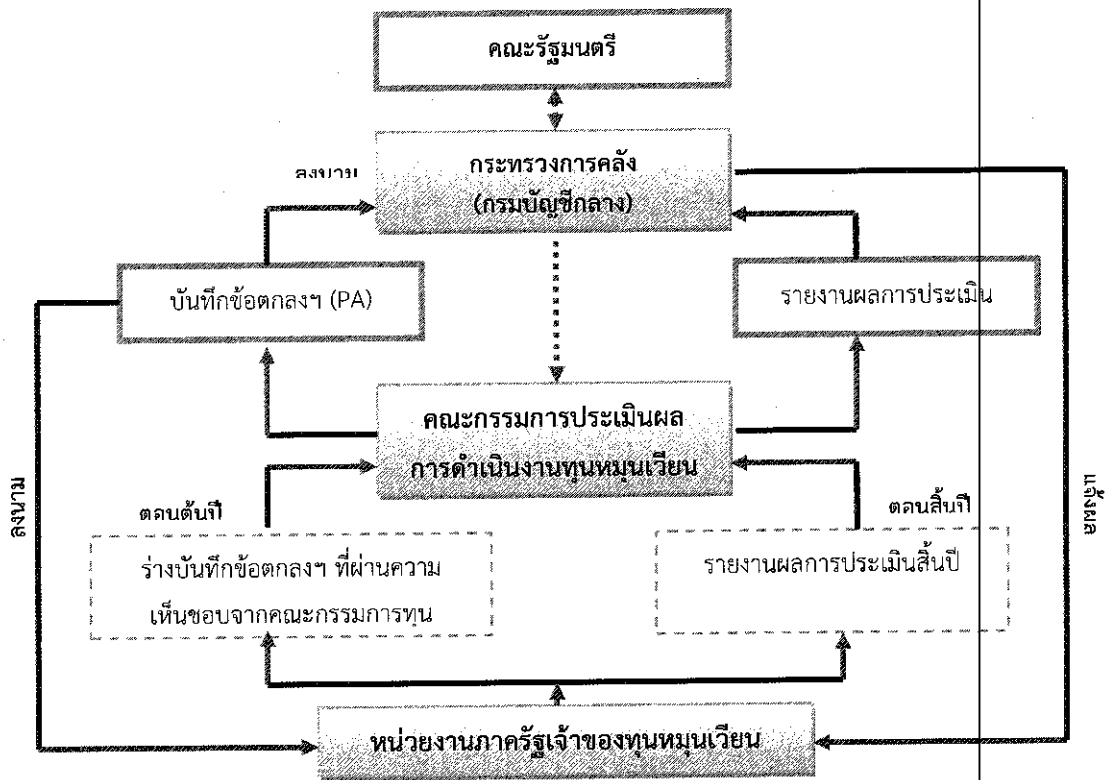 คณะรัฐมนตรี
ลงนาม
กระทรวงการคลัง
(กรมบัญชีกลาง)
บันทึกข้อตกลงฯ (PA)
รายงานผลการประเมิน
คณะกรรมการประเมินผล
การดำเนินงานทุนหมุนเวียน
ลงนาม
แจ้งผล
ตอนต้นปี
ตอนสิ้นปี
ร่างบันทึกข้อตกลงฯ ที่ผ่านความ
เห็นชอบจากคณะกรรมการทุน
รายงานผลการประเมินสิ้นปี
หน่วยงานภาครัฐเจ้าของทุนหมุนเวียน